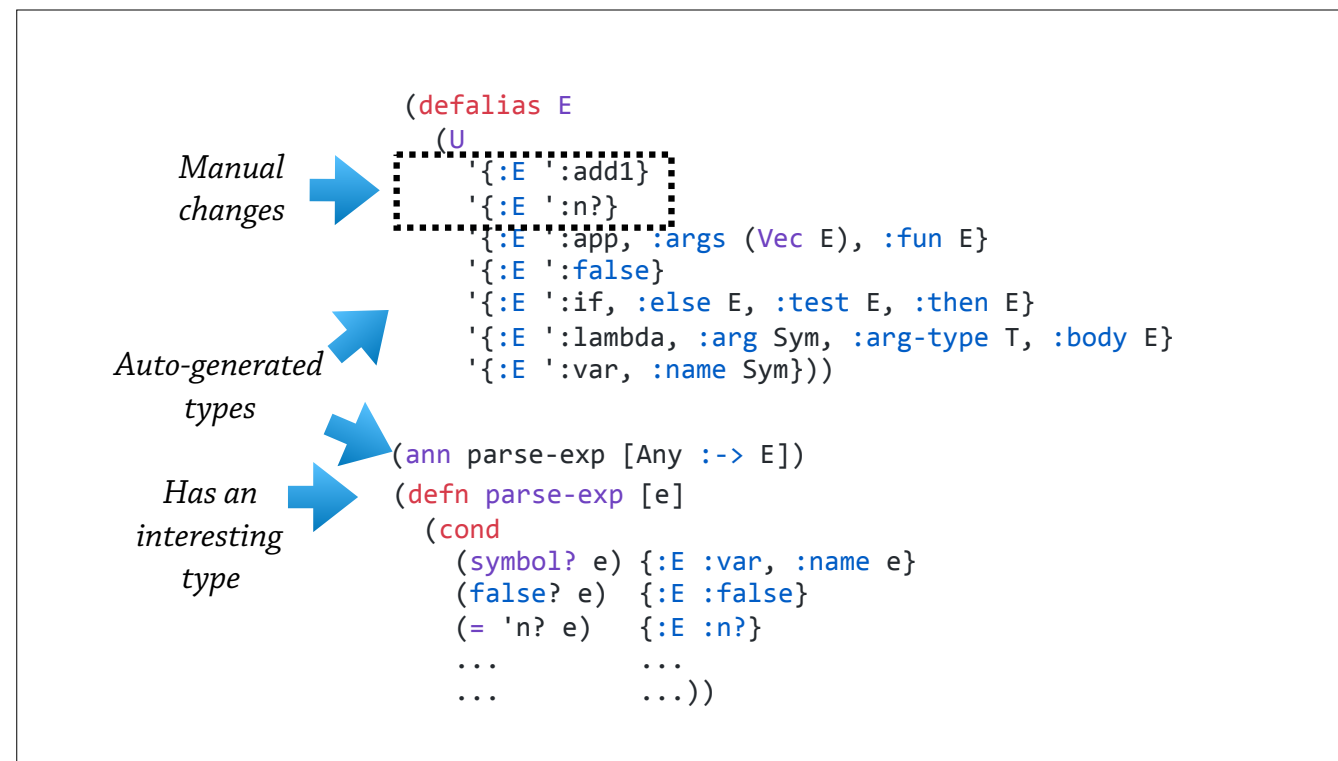 (defalias E
(U
Manual
changes
'{:E ':add1}
'{:E ':n?}
'{:E ':app, :args (Vec E), :fun E}
'{:E ':false}
'{:E ':if, :else E, :test E, :then E}
'{:E ':lambda, :arg Sym, :arg-type T, :body E}
'{:E ':var, :name Sym}))
Auto-generated
types
(ann parse-exp [Any :-> E])
Has an
interesting
type
(defn parse-exp [e]
(cond
(symbol? e) {:E :var, :name e}
(false? e) {:E :false}
(= 'n? e) {:E :n?}
... ...
... ...))